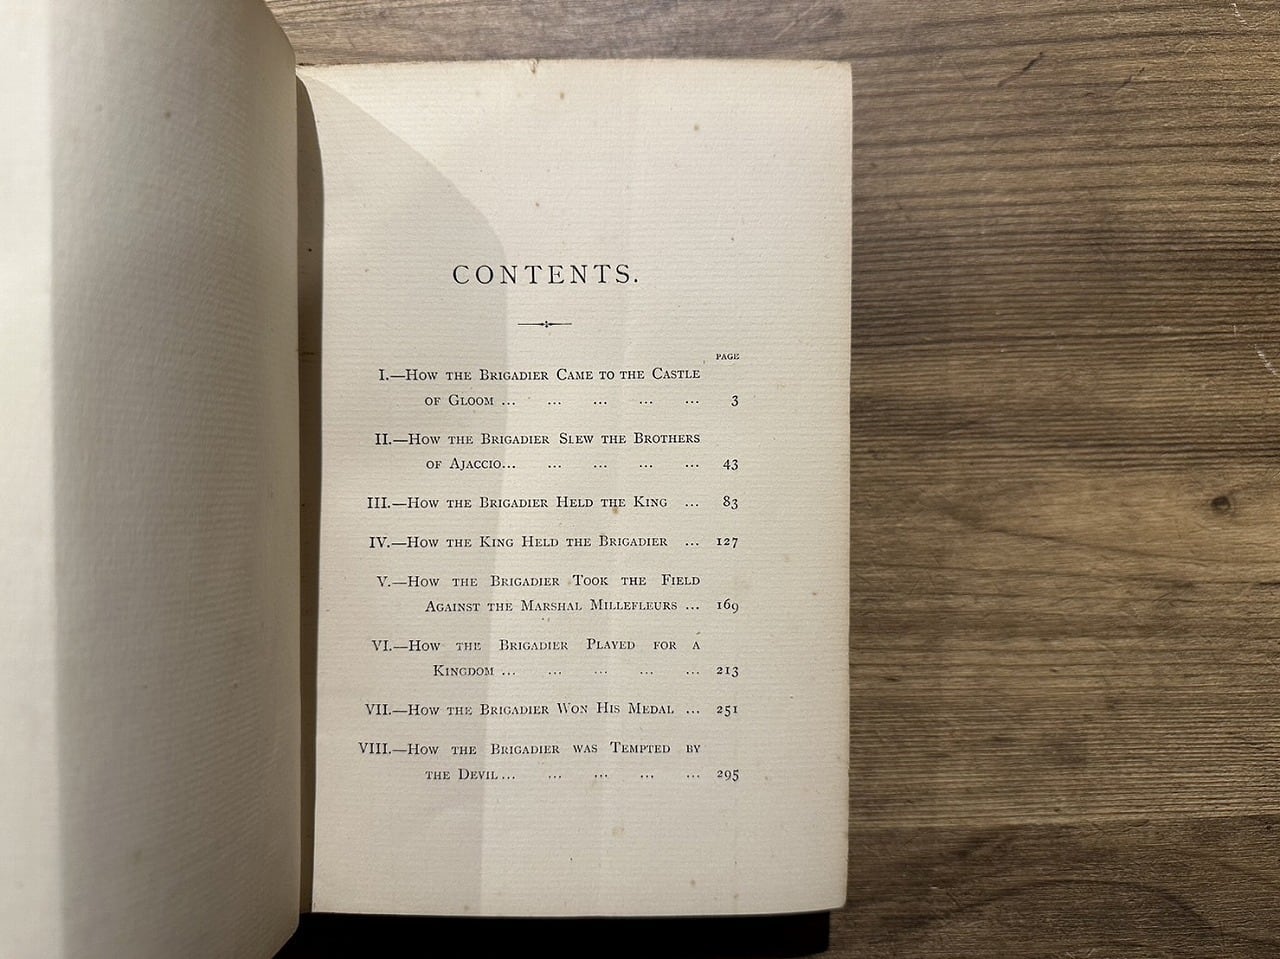 CONTENTS.
PAGE
I.—How the Brigadier Came to the Castle
of Gloom ... ... ... ... ... 3
II.—How the Brigadier Slew the Brothers
of Ajaccio... ... ... ... ... 43
III.—How the Brigadier Held the King ... 83
IV.—How the King Held the Brigadier ... 127
V.—How the Brigadier Took the Field
Against the Marshal Millefleurs ... 169
VI.—How the Brigadier Played for a
Kingdom ... ... ... ... ... 213
VII.—How the Brigadier Won His Medal ... 251
VIII.—How the Brigadier was Tempted by
the Devil... ... ... ... ... 295